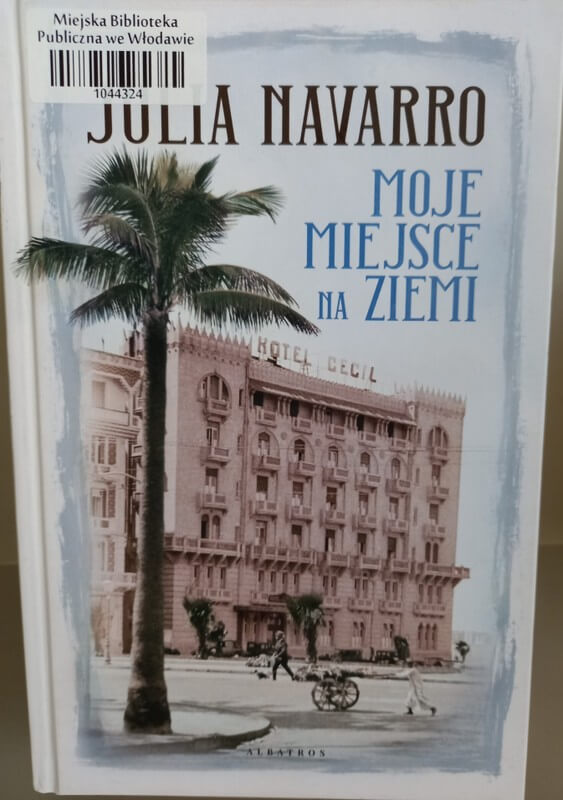 Miejska Biblioteka
Publiczna we Włodawie
1044324
JULIA NAVARRO
MOJE
MIEJSCE
NA ZIEMI
HOTEL CECIL
ALBATROS